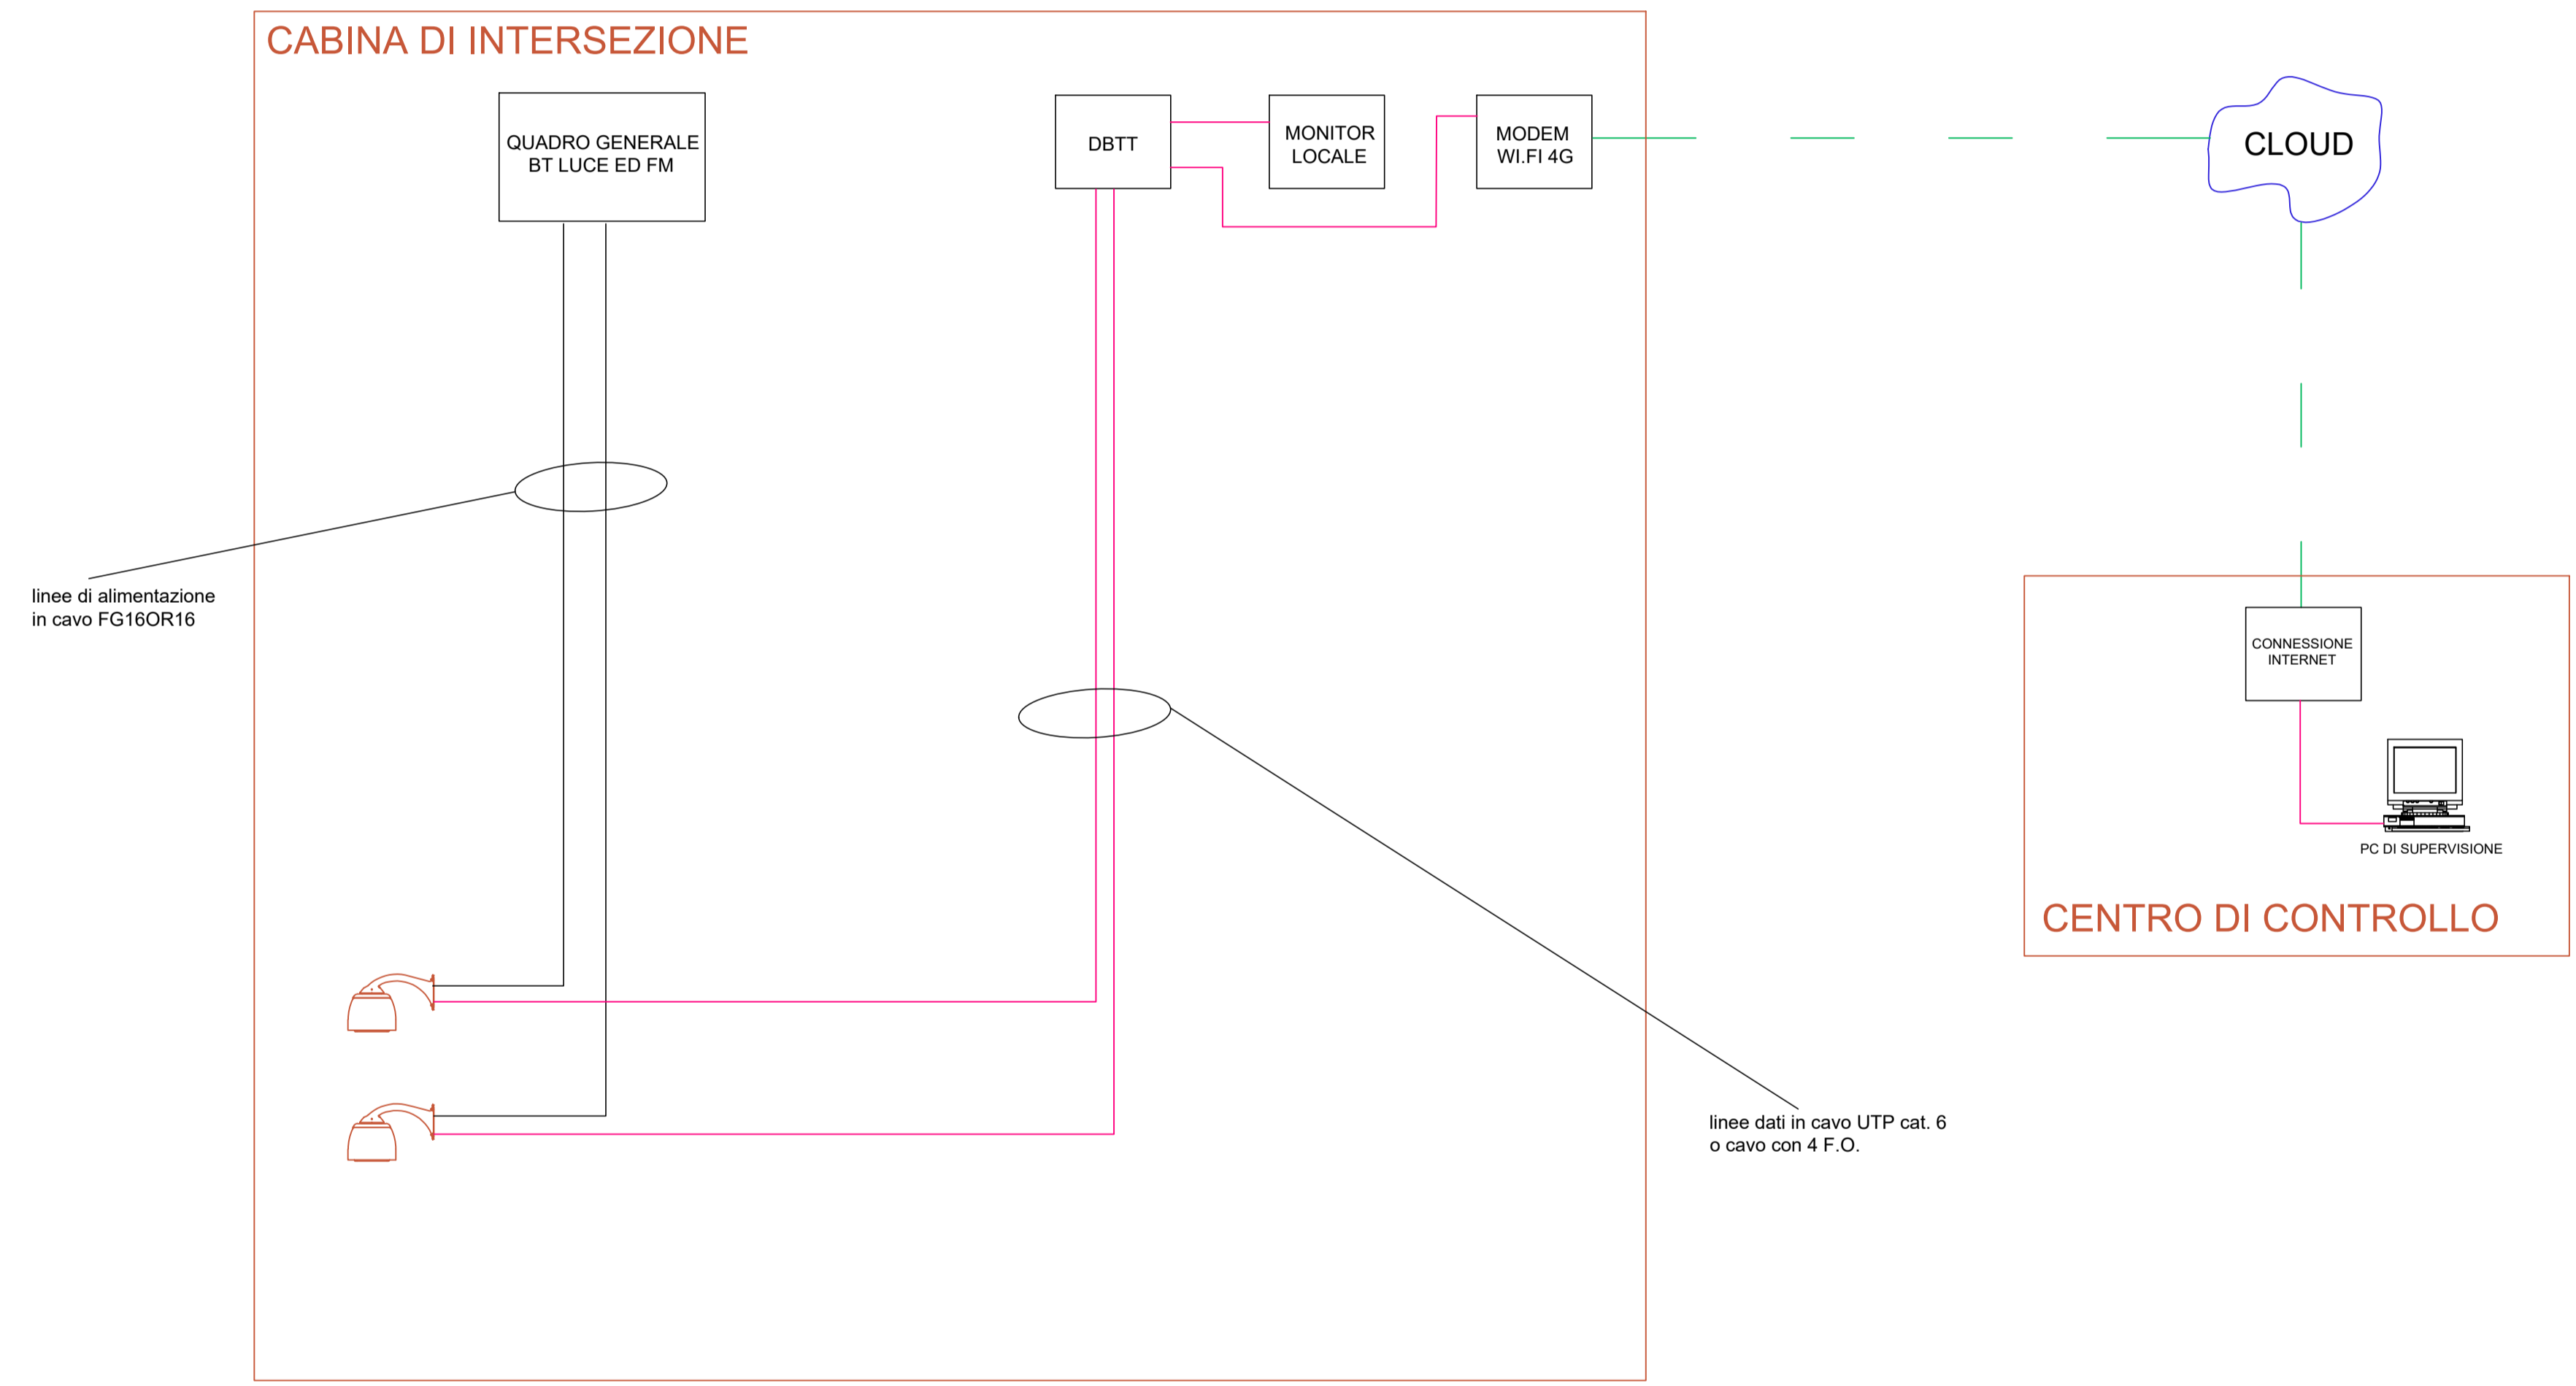 CABINA DI INTERSEZIONE
QUADRO GENERALE
BT LUCE ED FM
DBTT
MONITOR
LOCALE
MODEM
WI.FI 4G
CLOUD
linee di alimentazione
in cavo FG16OR16
CONNESSIONE
INTERNET
PC DI SUPERVISIONE
CENTRO DI CONTROLLO
linee dati in cavo UTP cat. 6
o cavo con 4 F.O.